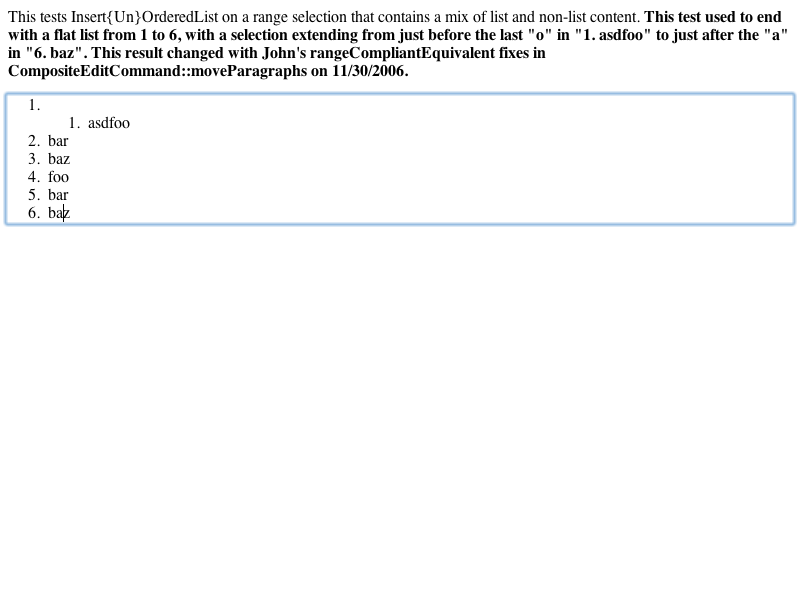 This tests Insert{Un}OrderedList on a range selection that contains a mix of list and non-list content. This test used to end
with a flat list from 1 to 6, with a selection extending from just before the last "o" in "1. asdfoo" to just after the "a"
in "6. baz". This result changed with John's rangeCompliantEquivalent fixes in
CompositeEditCommand::moveParagraphs on 11/30/2006.
1.
1. asdfoo
2. bar
3. baz
4. foo
5. bar
6. baz